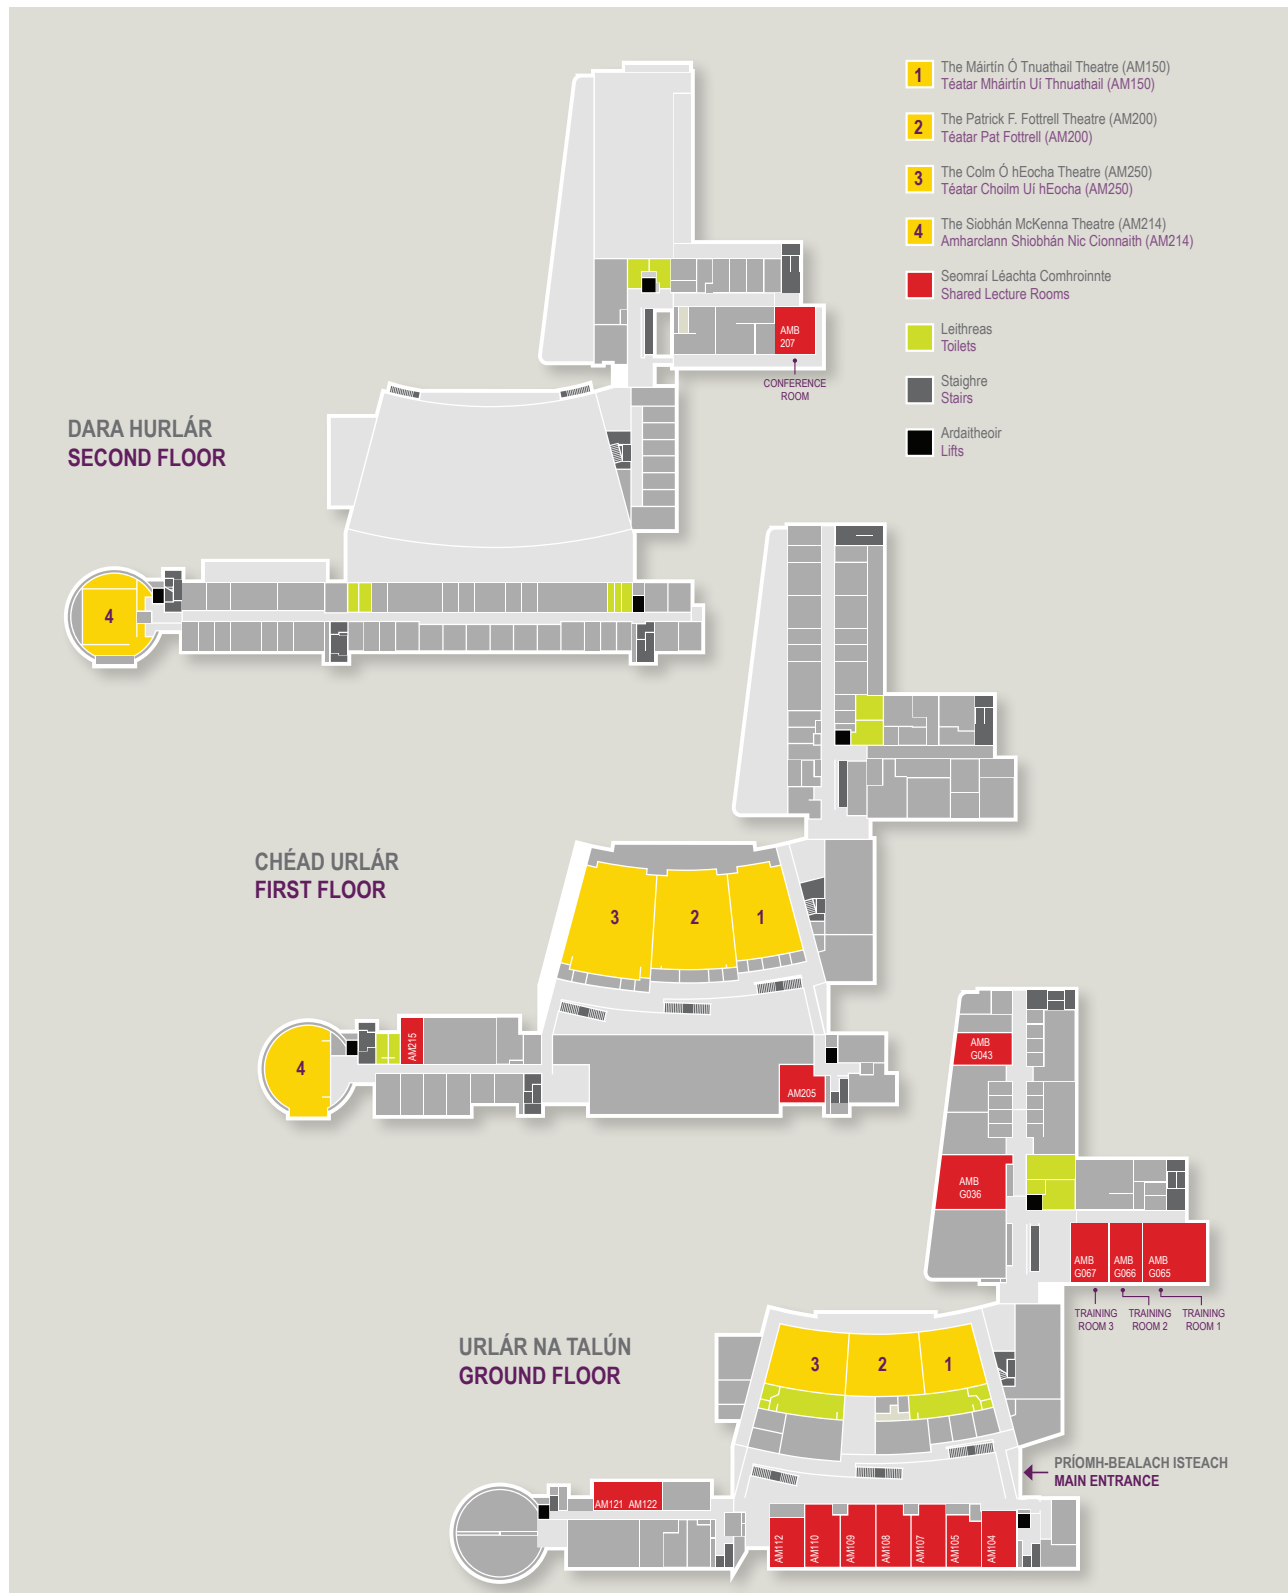 1
The Máirtín Ó Tnuathail Theatre (AM150)
Téatar Mháirtín Uí Thnuathail (AM150)
2
The Patrick F. Fottrell Theatre (AM200)
Téatar Pat Fottrell (AM200)
3
The Colm Ó hEocha Theatre (AM250)
Téatar Choilm Uí hEocha (AM250)
4
The Siobhán McKenna Theatre (AM214)
Amharclann Shiobhán Nic Cionnaith (AM214)
Seomraí Léachta Comhroinnte
Shared Lecture Rooms
Leithreas
Toilets
Staighre
Stairs
Ardaitheoir
Lifts
AMB
207
CONFERENCE
ROOM
DARA HURLÁR
SECOND FLOOR
4
CHÉAD URLÁR
FIRST FLOOR
3
2
1
4
AM215
AM205
AMB
G043
AMB
G036
AMB
G067
AMB
G066
AMB
G065
TRAINING
ROOM 3
TRAINING
ROOM 2
TRAINING
ROOM 1
URLÁR NA TALÚN
GROUND FLOOR
3
2
1
PRÍOMH-BEALACH ISTEACH
MAIN ENTRANCE
AM121
AM122
AM112
AM110
AM109
AM108
AM107
AM105
AM104